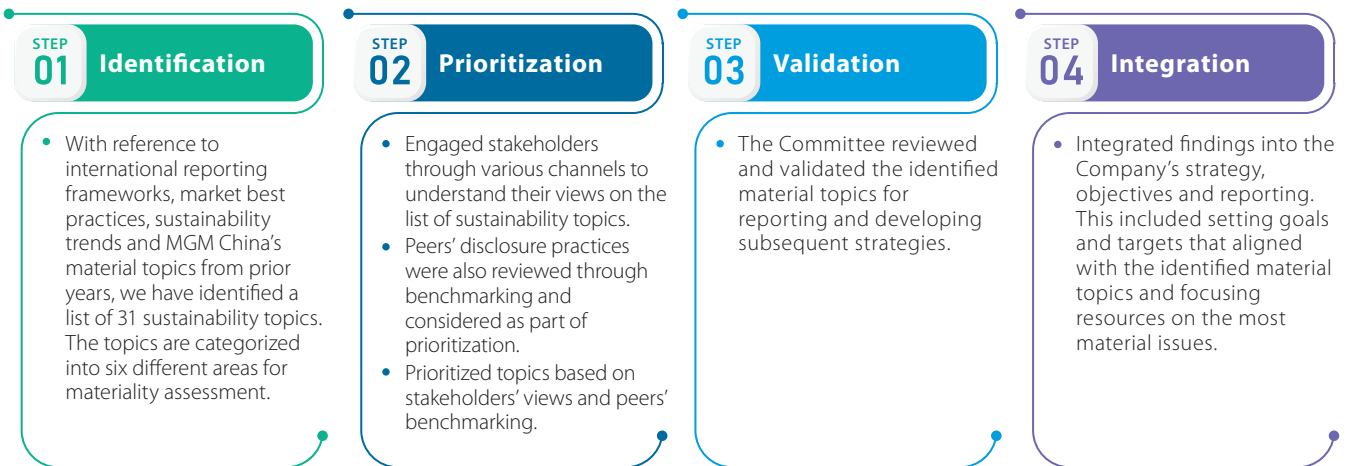 STEP
01
Identification
• With reference to
international reporting
frameworks, market best
practices, sustainability
trends and MGM China's
material topics from prior
years, we have identified a
list of 31 sustainability topics.
The topics are categorized
into six different areas for
materiality assessment.
STEP
02
Prioritization
• Engaged stakeholders
through various channels to
understand their views on the
list of sustainability topics.
• Peers' disclosure practices
were also reviewed through
benchmarking and
considered as part of
prioritization.
• Prioritized topics based on
stakeholders' views and peers'
benchmarking.
STEP
03
Validation
• The Committee reviewed
and validated the identified
material topics for
reporting and developing
subsequent strategies.
STEP
04
Integration
• Integrated findings into the
Company's strategy,
objectives and reporting.
This included setting goals
and targets that aligned
with the identified material
topics and focusing
resources on the most
material issues.